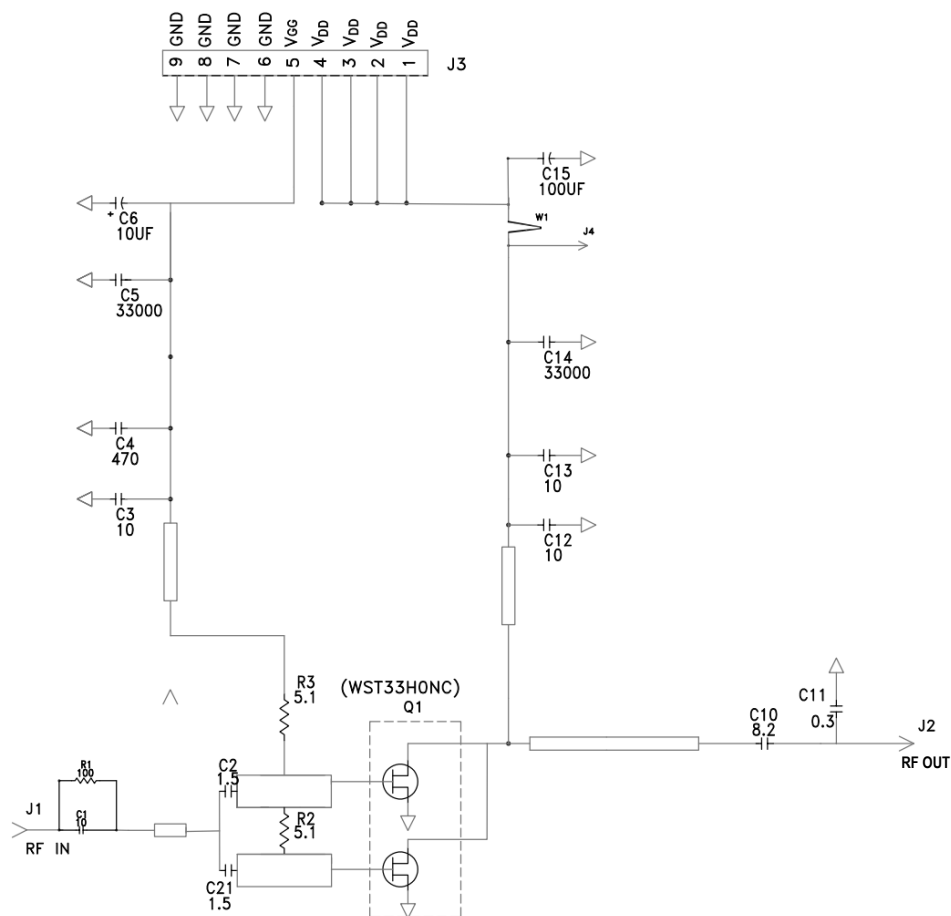 GND GND GND GND VGG VDD VDD VDD VDD
9 8 7 6 5 4 3 2 1
J3
C15
100UF
+ C6
10UF
W1
J4
C5
33000
C14
33000
C4
470
C13
10
C3
10
C12
10
R3
5.1
(WST33H0NC)
Q1
C11
0.3
C10
8.2
J2
RF OUT
R1
100
C2
1.5
J1
C1
10
R2
5.1
RF IN
C21
1.5